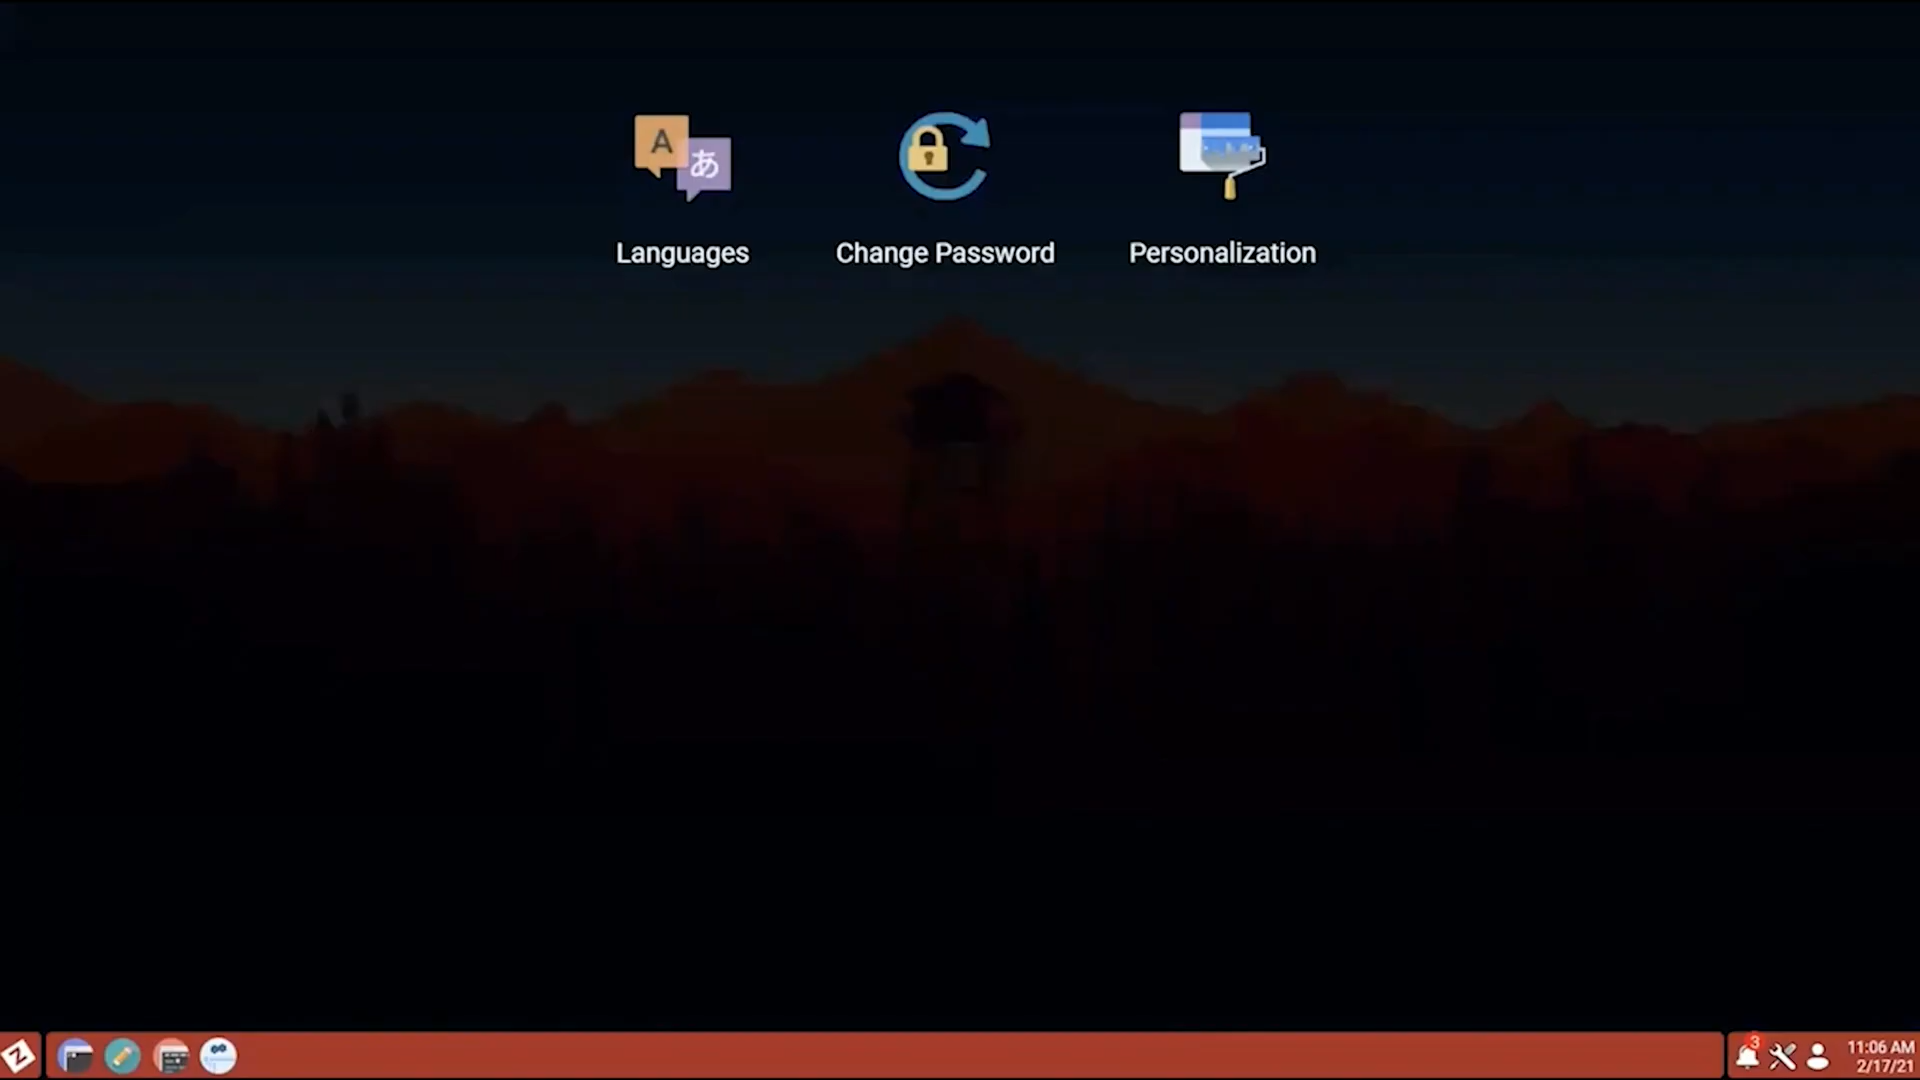 A
あ
Languages
Change Password
Personalization
Z
3
11:06 AM
2/17/21